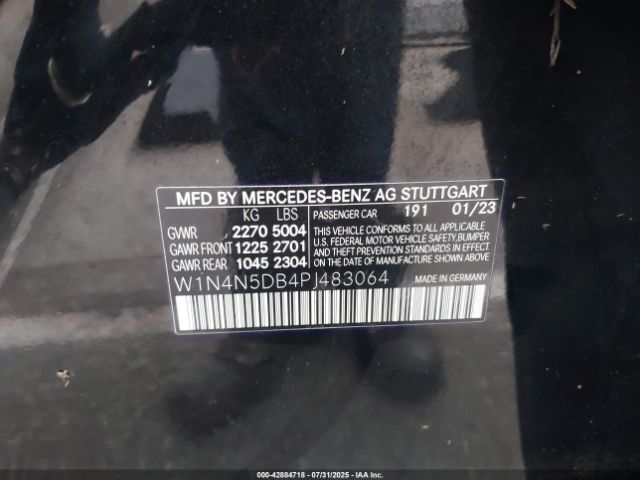 MFD BY MERCEDES-BENZ AG STUTTGART
KG LBS PASSENGER CAR 191 01/23
GVWR 2270 5004
GAWR FRONT 1225 2701
GAWR REAR 1045 2304
THIS VEHICLE CONFORMS TO ALL APPLICABLE
U.S. FEDERAL MOTOR VEHICLE SAFETY, BUMPER
AND THEFT PREVENTION STANDARDS IN EFFECT
ON THE DATE OF MANUFACTURE SHOWN ABOVE.
W1N4N5DB4PJ483064 MADE IN GERMANY
000-42884718 - 07/31/2025 - COPYRIGHT IAA, LLC.